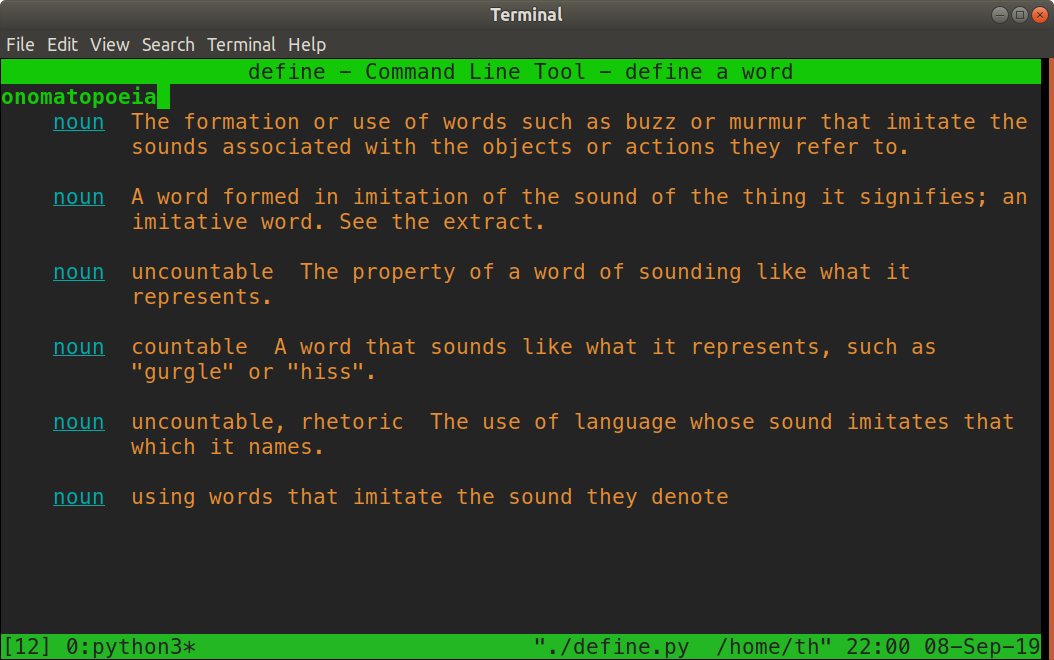 Terminal
File Edit View Search Terminal Help
define - Command Line Tool - define a word
onomatopoeia
noun The formation or use of words such as buzz or murmur that imitate the
sounds associated with the objects or actions they refer to.
noun A word formed in imitation of the sound of the thing it signifies; an
imitative word. See the extract.
noun uncountable The property of a word of sounding like what it
represents.
noun countable A word that sounds like what it represents, such as
"gurgle" or "hiss".
noun uncountable, rhetoric The use of language whose sound imitates that
which it names.
noun using words that imitate the sound they denote
[12] 0:python3* "./define.py /home/th" 22:00 08-Sep-19